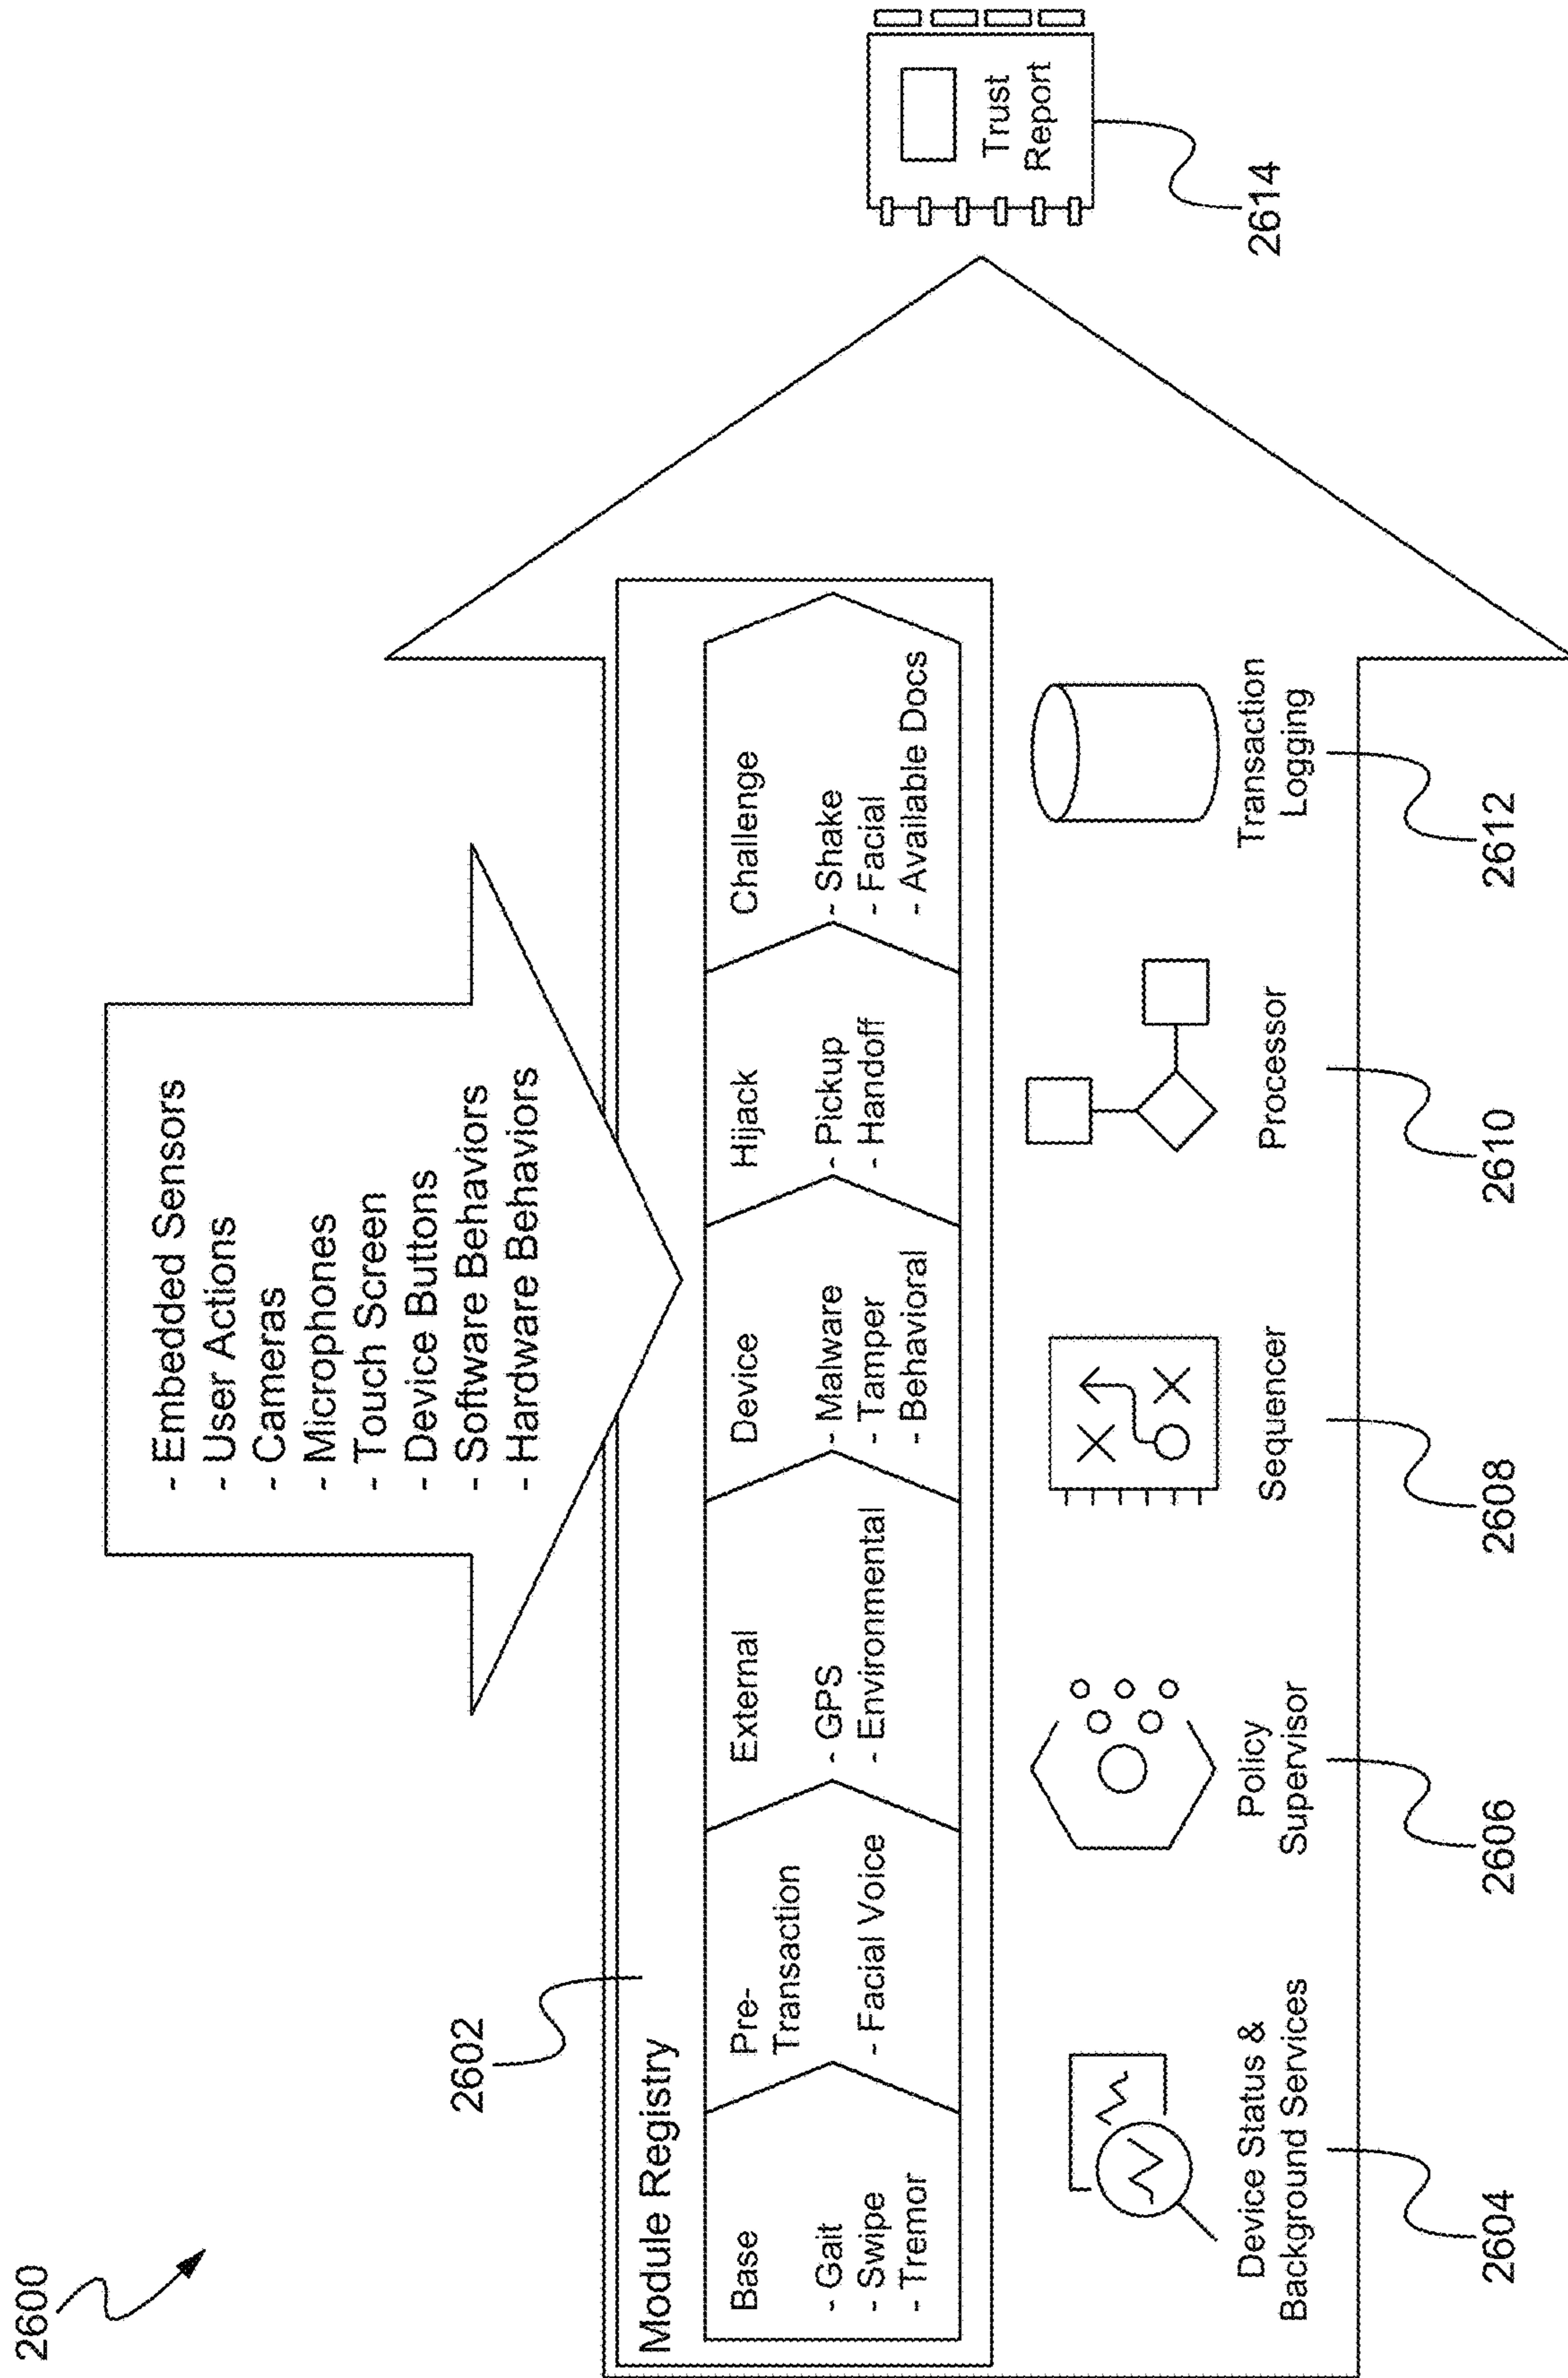 2600
- Embedded Sensors
- User Actions
- Cameras
- Microphones
- Touch Screen
- Device Buttons
- Software Behaviors
- Hardware Behaviors
2602
Module Registry
Base
- Gait
- Swipe
- Tremor
Pre-
Transaction
- Facial Voice
External
- GPS
- Environmental
Device
- Malware
- Tamper
- Behavioral
Hijack
- Pickup
- Handoff
Challenge
- Shake
- Facial
- Available Docs
Device Status &
Background Services
2604
Policy
Supervisor
2606
Sequencer
2608
Processor
2610
Transaction
Logging
2612
Trust
Report
2614